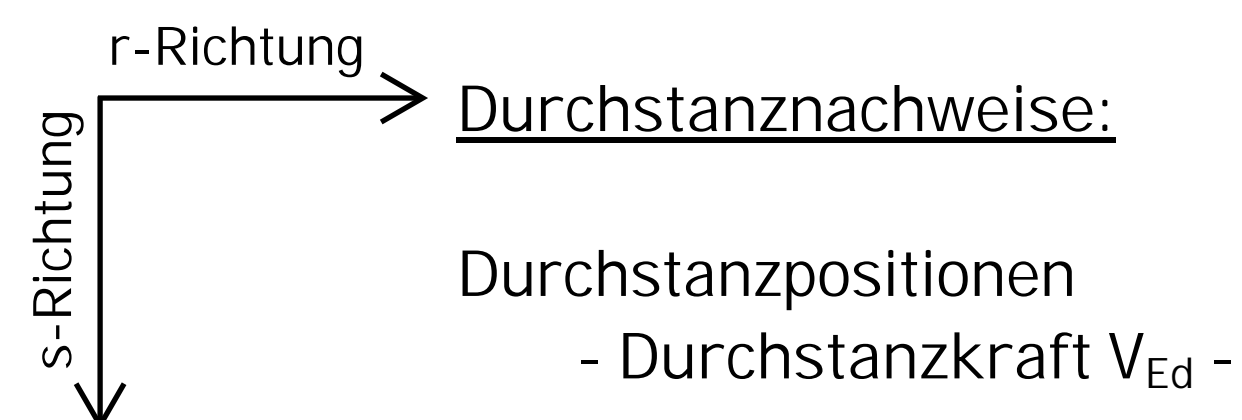 r-Richtung
s-Richtung
Durchstanznachweise:
Durchstanzpositionen
- Durchstanzkraft V_Ed -